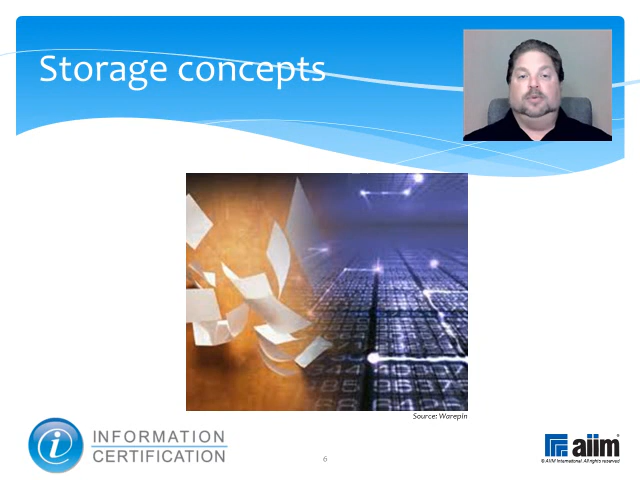 Storage concepts
Source: Warepin
i INFORMATION
CERTIFICATION
6
aiim
© AIIM International. All rights reserved